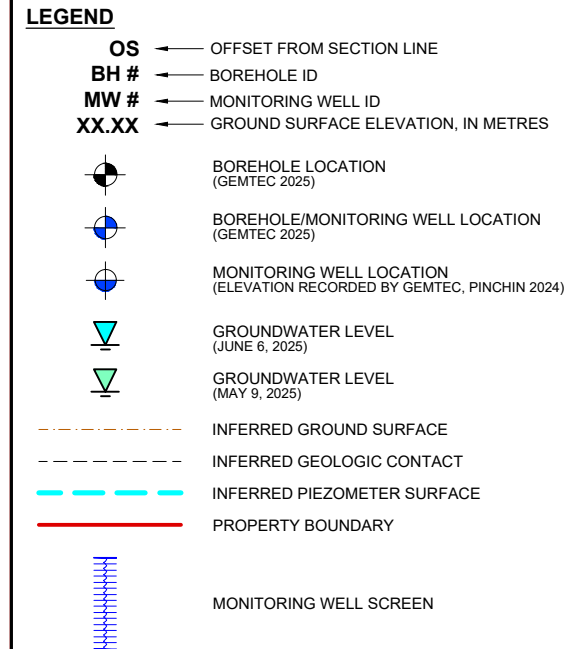 LEGEND
OS OFFSET FROM SECTION LINE
BH # BOREHOLE ID
MW # MONITORING WELL ID
XX.XX GROUND SURFACE ELEVATION, IN METRES
BOREHOLE LOCATION
(GEMTEC 2025)
BOREHOLE/MONITORING WELL LOCATION
(GEMTEC 2025)
MONITORING WELL LOCATION
(ELEVATION RECORDED BY GEMTEC, PINCHIN 2024)
GROUNDWATER LEVEL
(JUNE 6, 2025)
GROUNDWATER LEVEL
(MAY 9, 2025)
INFERRED GROUND SURFACE
INFERRED GEOLOGIC CONTACT
INFERRED PIEZOMETER SURFACE
PROPERTY BOUNDARY
MONITORING WELL SCREEN